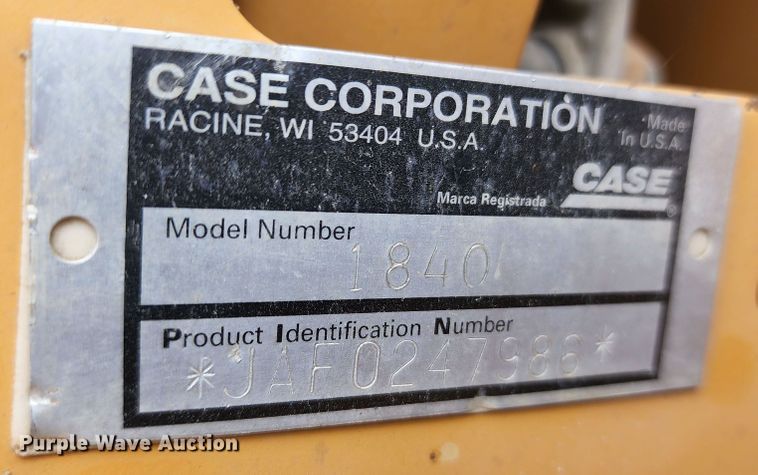 CASE CORPORATION
RACINE, WI 53404 U.S.A.
Made
In U.S.A.
CASE
®
Marca Registrada
Model Number
1840
Product Identification Number
*JAF0247986*
Purple Wave Auction